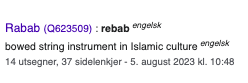 Rabab (Q623509) : rebab engelsk
bowed string instrument in Islamic culture engelsk
14 utsegner, 37 sidelenkjer - 5. august 2023 kl. 10:48